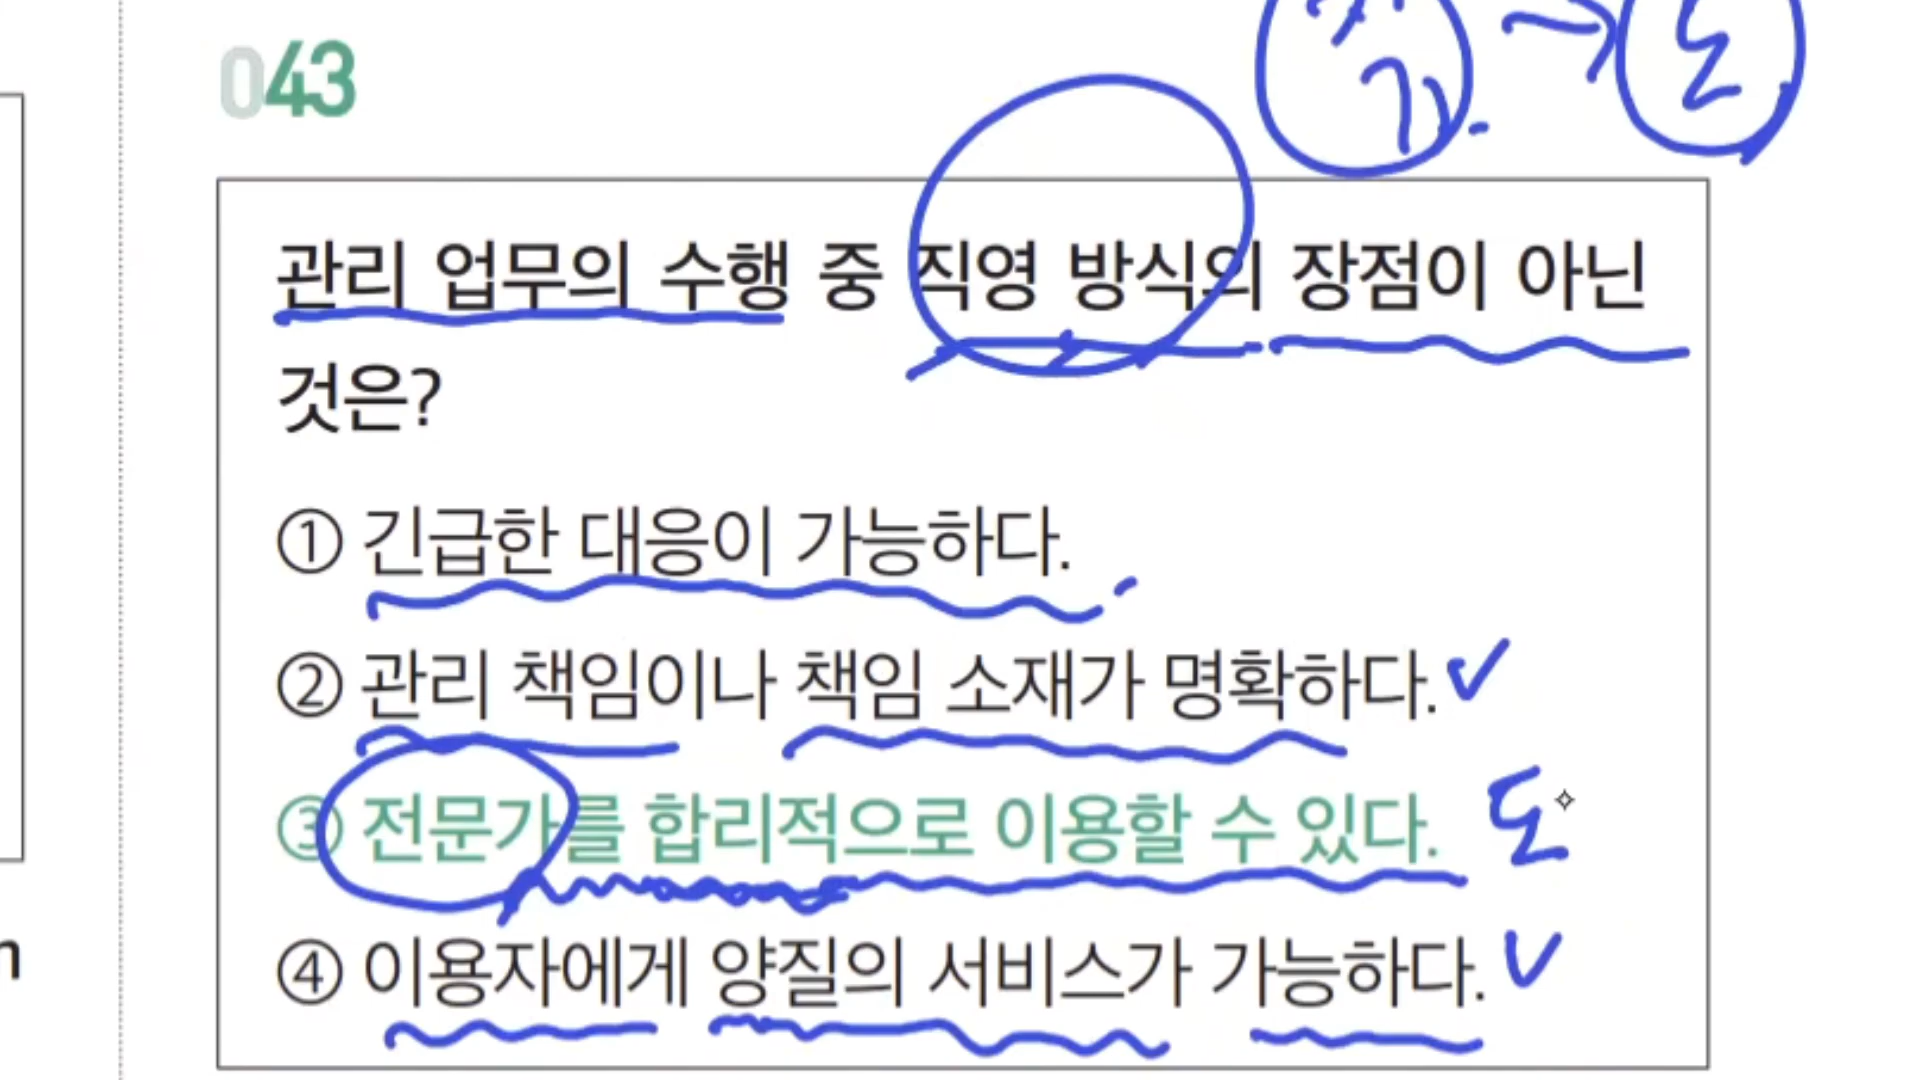 043
관리 업무의 수행 중 직영 방식의 장점이 아닌
것은?
① 긴급한 대응이 가능하다.
② 관리 책임이나 책임 소재가 명확하다.
③ 전문가를 합리적으로 이용할 수 있다. 도
④ 이용자에게 양질의 서비스가 가능하다.